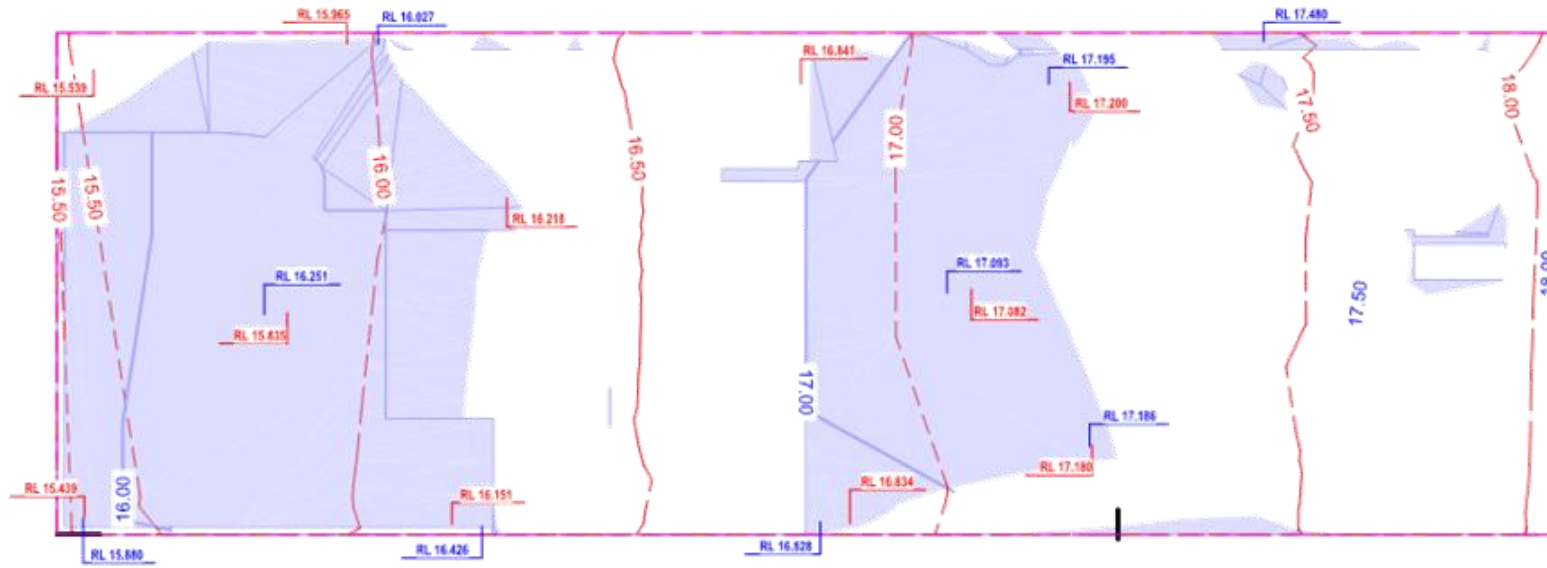 RL 15.965
RL 16.027
RL 17.480
RL 16.841
RL 17.195
RL 15.539
RL 17.200
17.50
18.00
16.50
17.00
16.00
15.50
15.50
RL 16.218
RL 16.251
RL 17.093
18.00
17.50
RL 15.835
RL 17.082
17.00
RL 17.186
RL 17.180
RL 15.439
16.00
RL 16.151
RL 16.834
RL 15.880
RL 16.426
RL 16.828